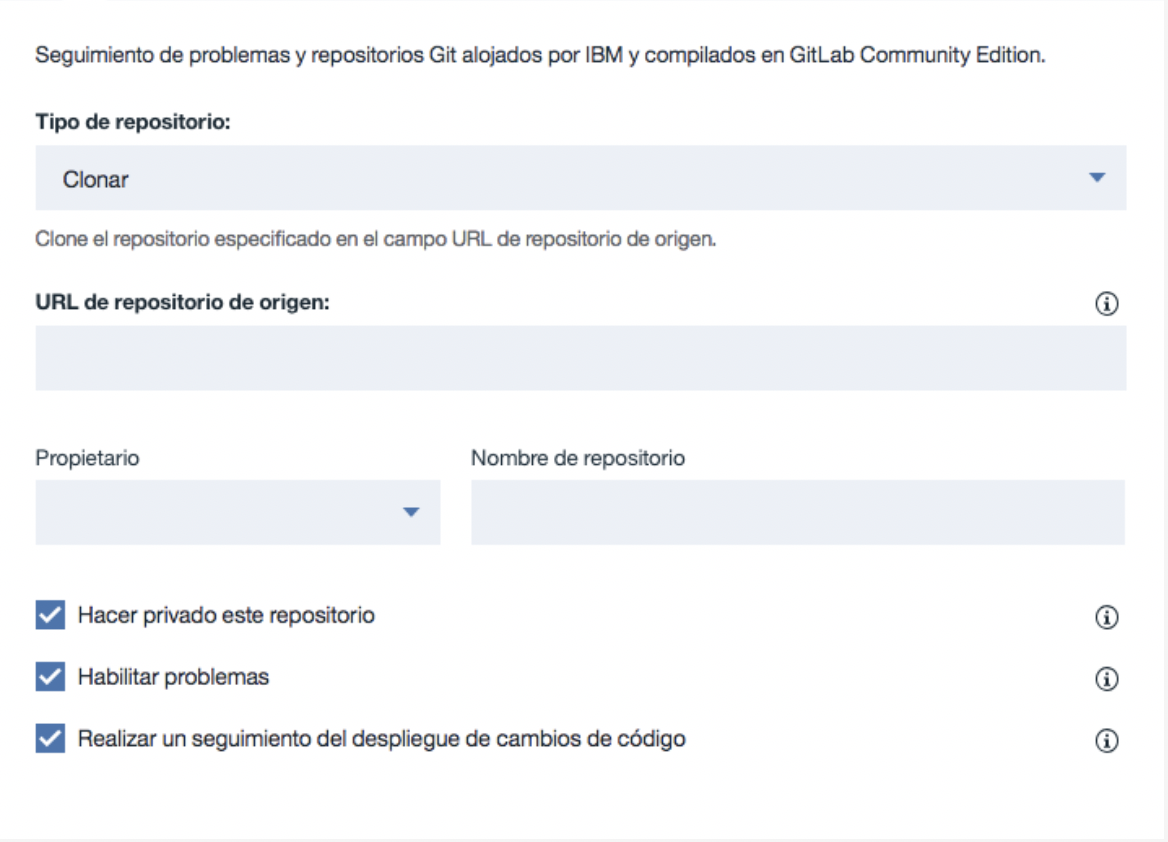 Seguimiento de problemas y repositorios Git alojados por IBM y compilados en GitLab Community Edition.
Tipo de repositorio:
Clonar
Clone el repositorio especificado en el campo URL de repositorio de origen.
URL de repositorio de origen:
Propietario
Nombre de repositorio
Hacer privado este repositorio
Habilitar problemas
Realizar un seguimiento del despliegue de cambios de código